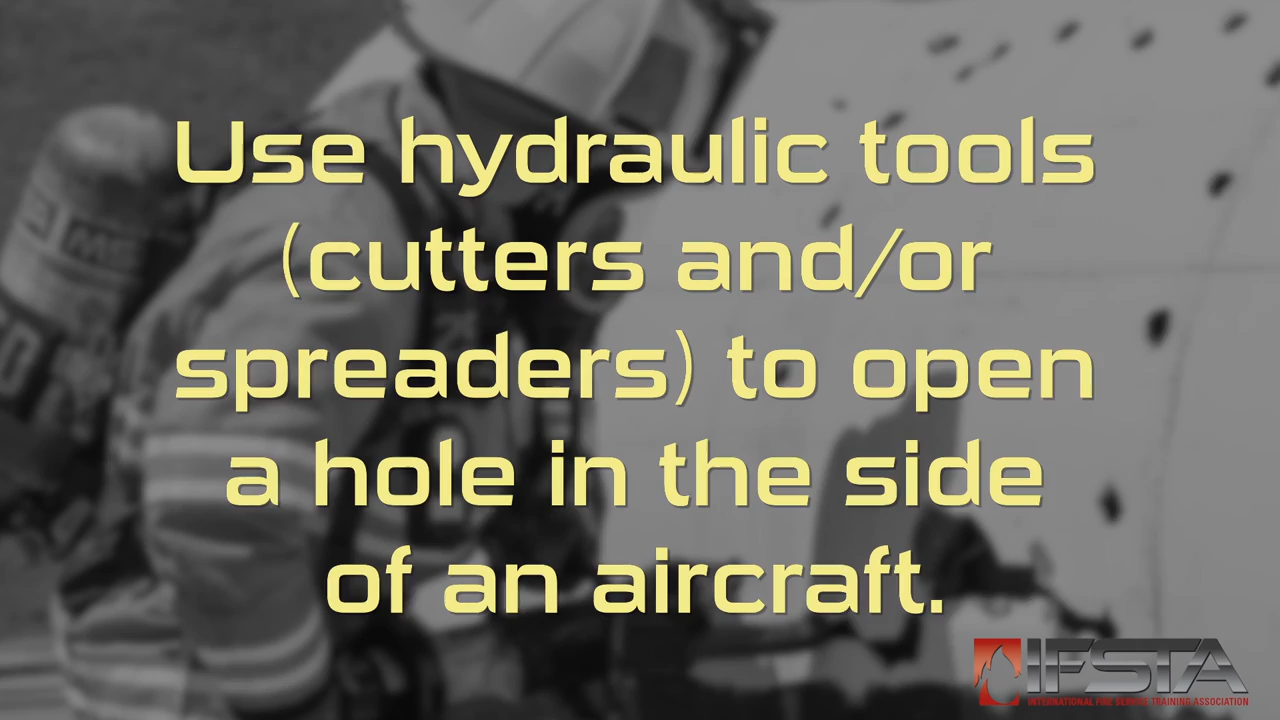 Use hydraulic tools
(cutters and/or
spreaders) to open
a hole in the side
of an aircraft.
IFSTA
INTERNATIONAL FIRE SERVICE TRAINING ASSOCIATION